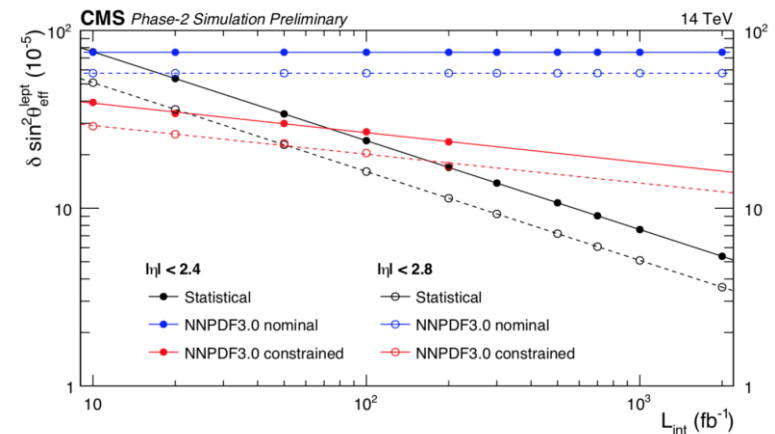 CMS Phase-2 Simulation Preliminary 14 TeV
δ sin²θ_eff^lept (10⁻⁵)
10² 10²
10 10
1 1
|η| < 2.4 |η| < 2.8
Statistical Statistical
NNPDF3.0 nominal NNPDF3.0 nominal
NNPDF3.0 constrained NNPDF3.0 constrained
10 10² 10³
L_int (fb⁻¹)